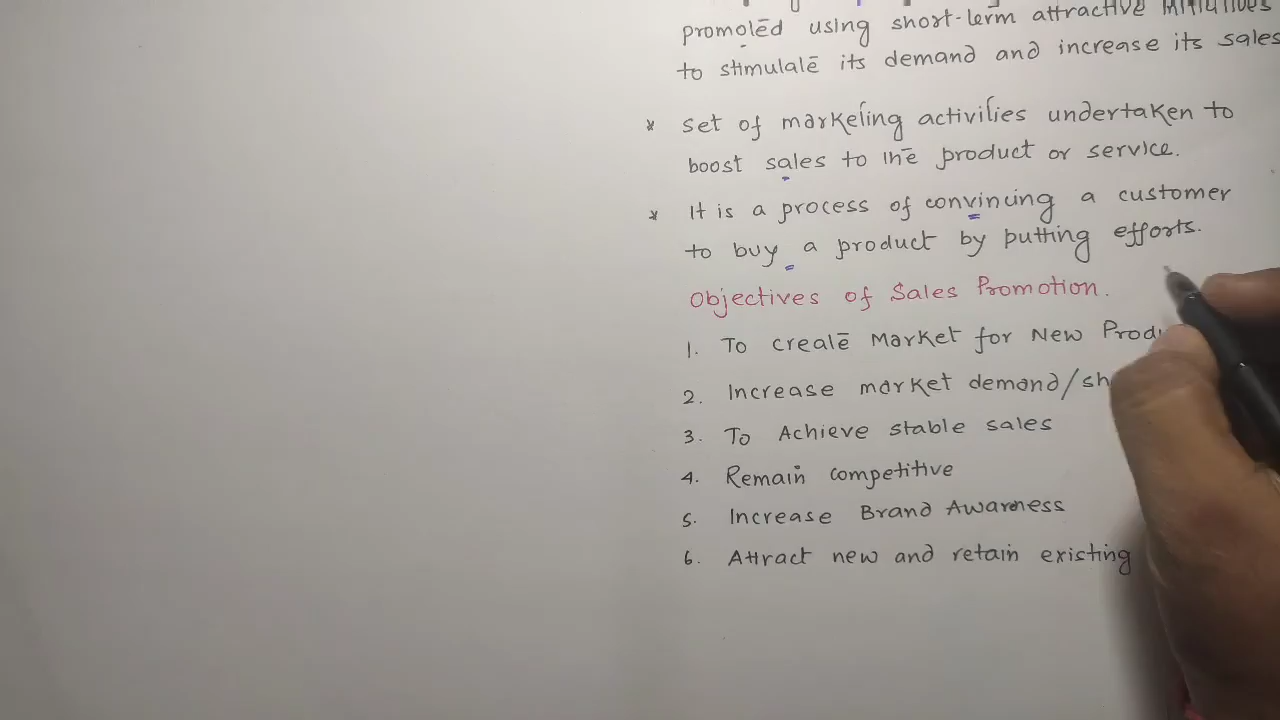 promoted using short-term attractive initiatives
to stimulate its demand and increase its sales
* set of marketing activities undertaken to
boost sales to the product or service.
* It is a process of convincing a customer
to buy a product by putting efforts.
Objectives of Sales Promotion.
1. To create Market for New
2. Increase market demand/
3. To Achieve stable sales
4. Remain competitive
5. Increase Brand Awarness
6. Attract new and retain existing